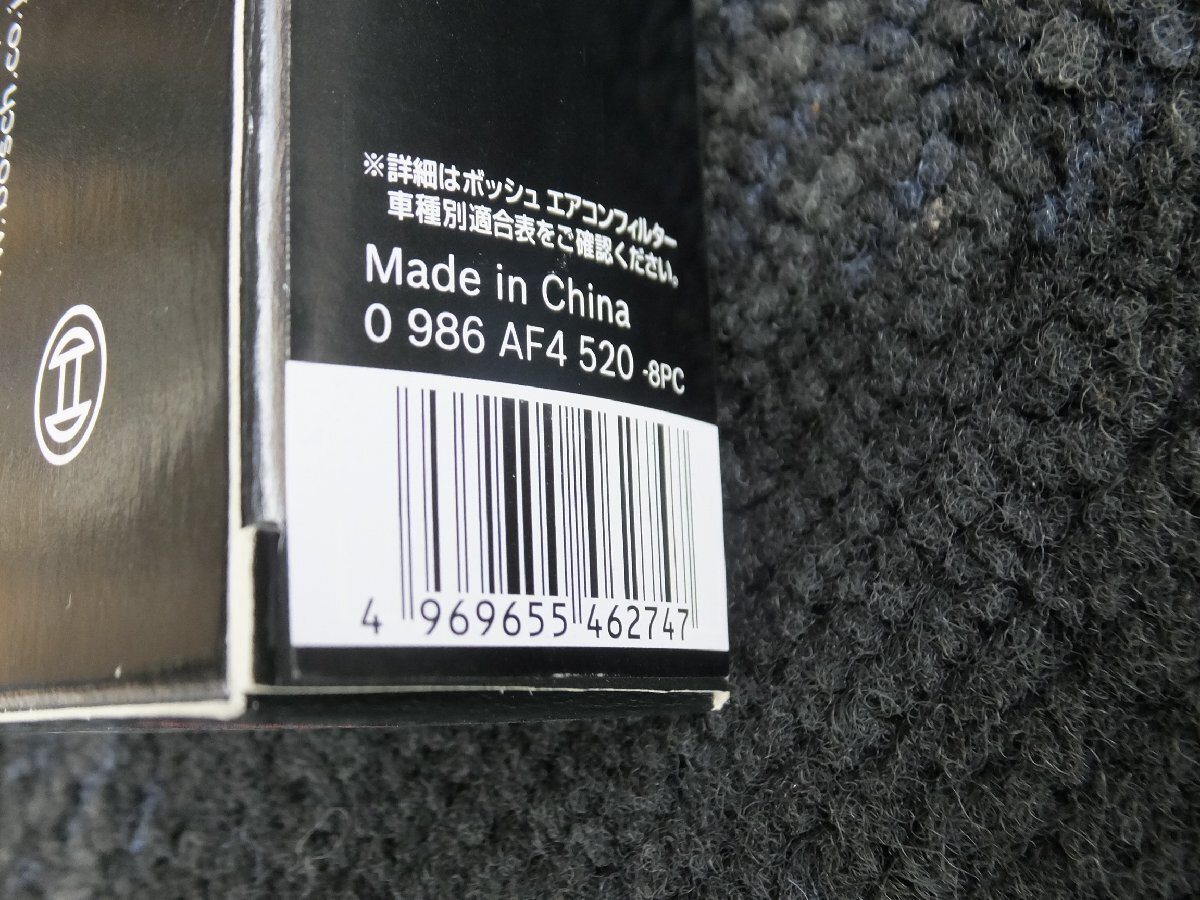 ※詳細はボッシュ エアコンフィルター
車種別適合表をご確認ください。
Made in China
0 986 AF4 520 -8PC
4 969655 462747
.bosch.co.